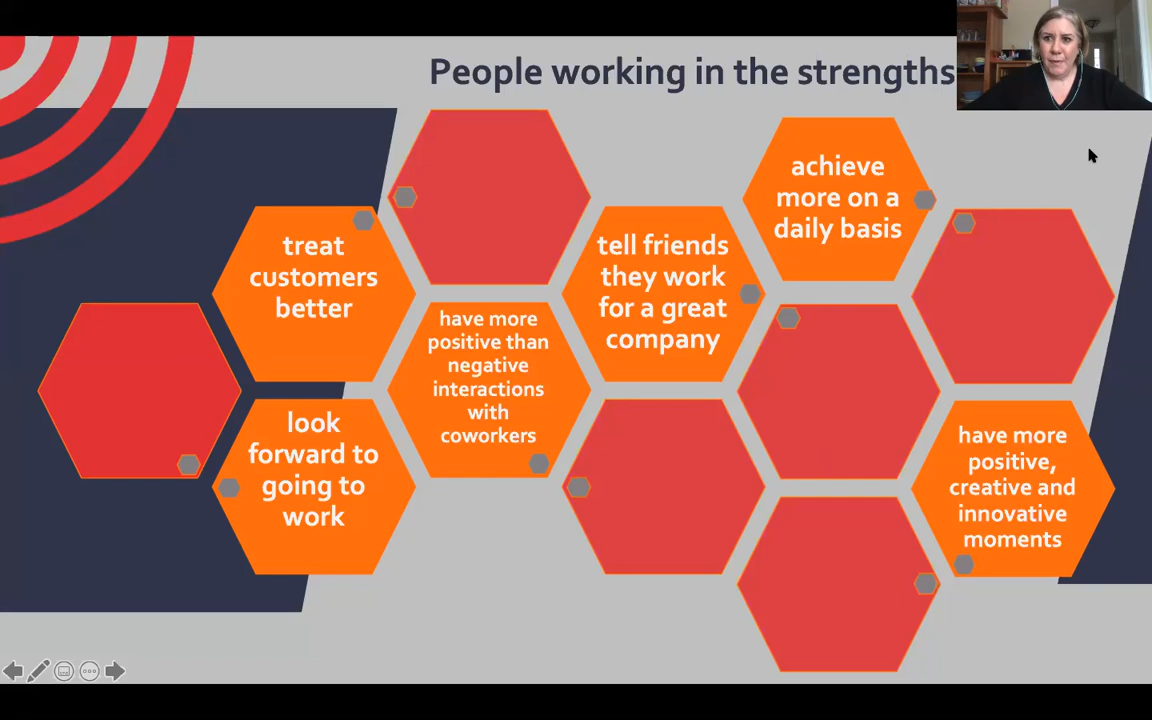 People working in the strengths
treat
customers
better
look
forward to
going to
work
have more
positive than
negative
interactions
with
coworkers
tell friends
they work
for a great
company
achieve
more on a
daily basis
have more
positive,
creative and
innovative
moments